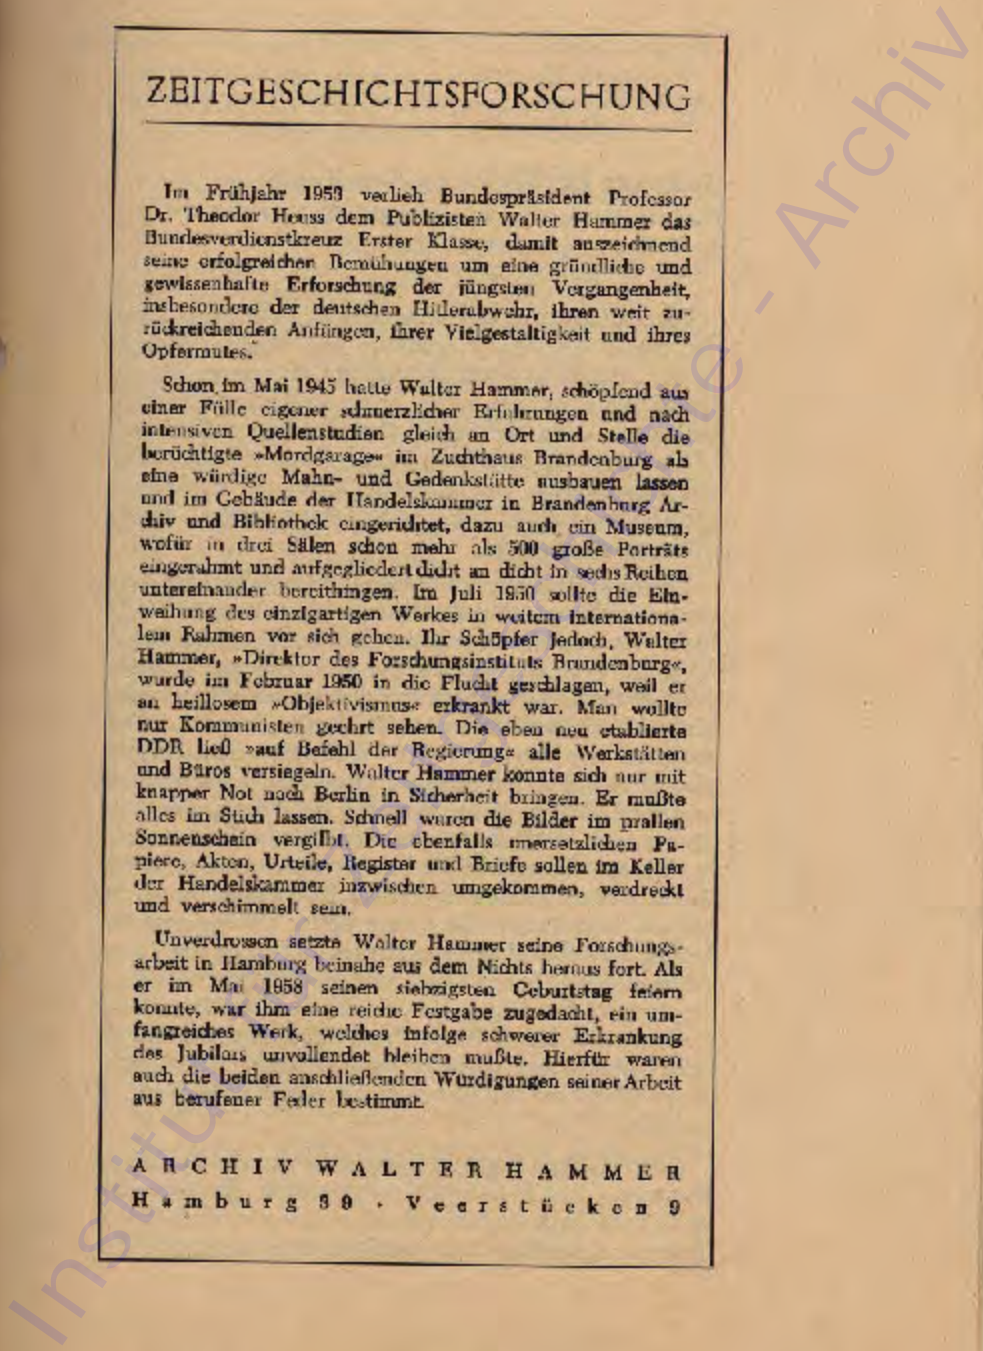 ZEITGESCHICHTSFORSCHUNG
Im Frühjahr 1953 verlieh Bundespräsident Professor
Dr. Theodor Heuss dem Publizisten Walter Hammer das
Bundesverdienstkreuz Erster Klasse, damit auszeichnend
seine erfolgreichen Bemühungen um eine gründliche und
gewissenhafte Erforschung der jüngsten Vergangenheit,
insbesondere der deutschen Hitlerabwehr, ihren weit zu-
rückreichenden Anfängen, ihrer Vielgestaltigkeit und ihres
Opfermutes.
Schon im Mai 1945 hatte Walter Hammer, schöpfend aus
einer Fülle eigener schmerzlicher Erfahrungen und nach
intensiven Quellenstudien gleich an Ort und Stelle die
berüchtigte »Mordgarage« im Zuchthaus Brandenburg als
eine würdige Mahn- und Gedenkstätte ausbauen lassen
und im Gebäude der Handelskammer in Brandenburg Ar-
chiv und Bibliothek eingerichtet, dazu auch ein Museum,
wofür in drei Sälen schon mehr als 500 große Porträts
eingerahmt und aufgegliedert dicht an dicht in sechs Reihen
untereinander bereithingen. Im Juli 1950 sollte die Ein-
weihung des einzigartigen Werkes in weitem internationa-
lem Rahmen vor sich gehen. Ihr Schöpfer jedoch, Walter
Hammer, »Direktor des Forschungsinstituts Brandenburg«,
wurde im Februar 1950 in die Flucht geschlagen, weil er
an heillosem »Objektivismus« erkrankt war. Man wollte
nur Kommunisten geehrt sehen. Die eben neu etablierte
DDR ließ »auf Befehl der Regierung« alle Werkstätten
und Büros versiegeln. Walter Hammer konnte sich nur mit
knapper Not nach Berlin in Sicherheit bringen. Er mußte
alles im Stich lassen. Schnell waren die Bilder im prallen
Sonnenschein vergilbt. Die ebenfalls unersetzlichen Pa-
piere, Akten, Urteile, Register und Briefe sollen im Keller
der Handelskammer inzwischen umgekommen, verdreckt
und verschimmelt sein.
Unverdrossen setzte Walter Hammer seine Forschungs-
arbeit in Hamburg beinahe aus dem Nichts heraus fort. Als
er im Mai 1958 seinen siebzigsten Geburtstag feiern
konnte, war ihm eine reiche Festgabe zugedacht, ein um-
fangreiches Werk, welches infolge schwerer Erkrankung
des Jubilars unvollendet bleiben mußte. Hierfür waren
auch die beiden anschließenden Würdigungen seiner Arbeit
aus berufener Feder bestimmt.
ARCHIV WALTER HAMMER
Hamburg 39 · Veerstücken 9